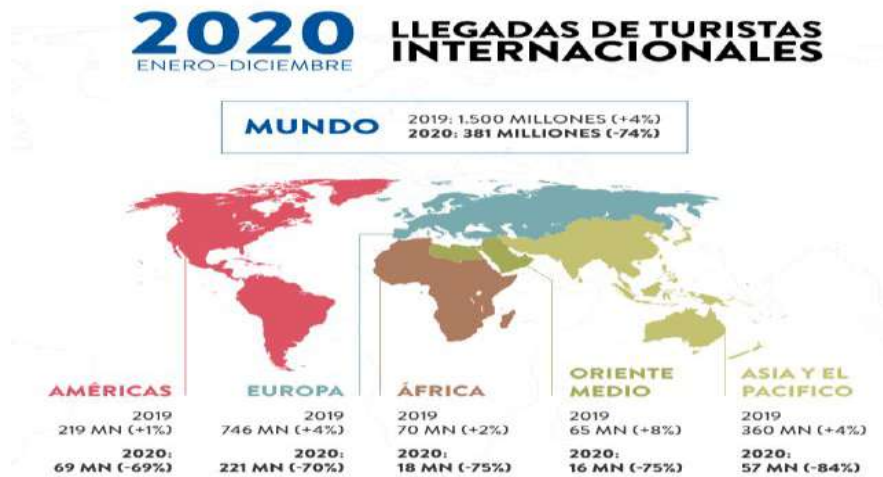 2020
ENERO–DICIEMBRE
LLEGADAS DE TURISTAS
INTERNACIONALES
MUNDO
2019: 1.500 MILLONES (+4%)
2020: 381 MILLIONES (-74%)
AMÉRICAS
2019
219 MN (+1%)
2020:
69 MN (-69%)
EUROPA
2019
746 MN (+4%)
2020:
221 MN (-70%)
ÁFRICA
2019
70 MN (+2%)
2020:
18 MN (-75%)
ORIENTE
MEDIO
2019
65 MN (+8%)
2020:
16 MN (-75%)
ASIA Y EL
PACIFICO
2019
360 MN (+4%)
2020:
57 MN (-84%)